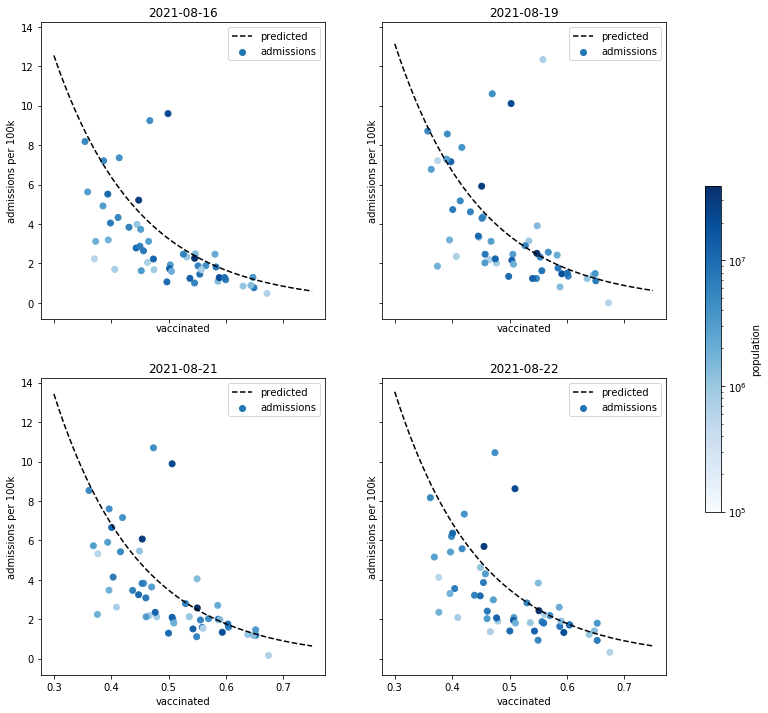 2021-08-16
14
12
10
8
6
4
2
0
admissions per 100k
vaccinated
predicted
admissions
2021-08-19
admissions per 100k
vaccinated
predicted
admissions
2021-08-21
14
12
10
8
6
4
2
0
admissions per 100k
0.3 0.4 0.5 0.6 0.7
vaccinated
predicted
admissions
2021-08-22
admissions per 100k
0.3 0.4 0.5 0.6 0.7
vaccinated
predicted
admissions
10⁷
10⁶
10⁵
population